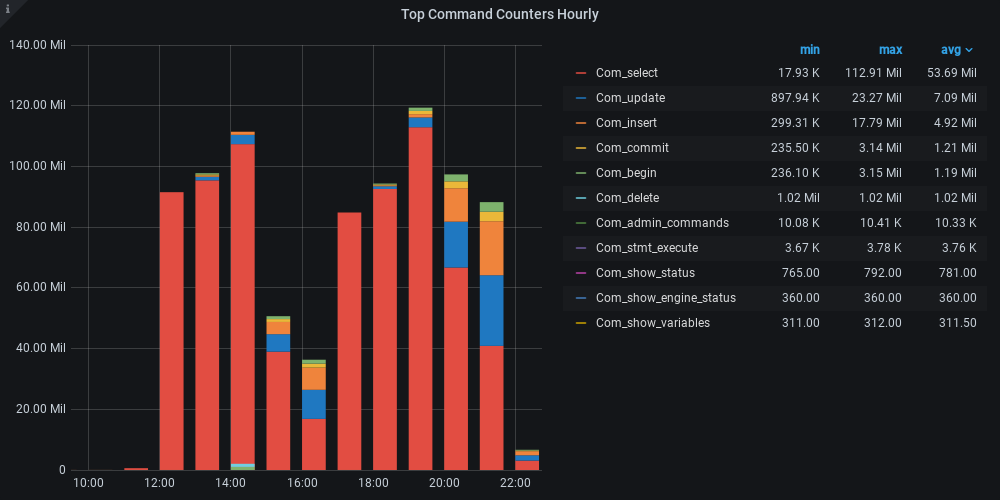 i
Top Command Counters Hourly
140.00 Mil
120.00 Mil
100.00 Mil
80.00 Mil
60.00 Mil
40.00 Mil
20.00 Mil
0
10:00 12:00 14:00 16:00 18:00 20:00 22:00
min max avg
Com_select 17.93 K 112.91 Mil 53.69 Mil
Com_update 897.94 K 23.27 Mil 7.09 Mil
Com_insert 299.31 K 17.79 Mil 4.92 Mil
Com_commit 235.50 K 3.14 Mil 1.21 Mil
Com_begin 236.10 K 3.15 Mil 1.19 Mil
Com_delete 1.02 Mil 1.02 Mil 1.02 Mil
Com_admin_commands 10.08 K 10.41 K 10.33 K
Com_stmt_execute 3.67 K 3.78 K 3.76 K
Com_show_status 765.00 792.00 781.00
Com_show_engine_status 360.00 360.00 360.00
Com_show_variables 311.00 312.00 311.50